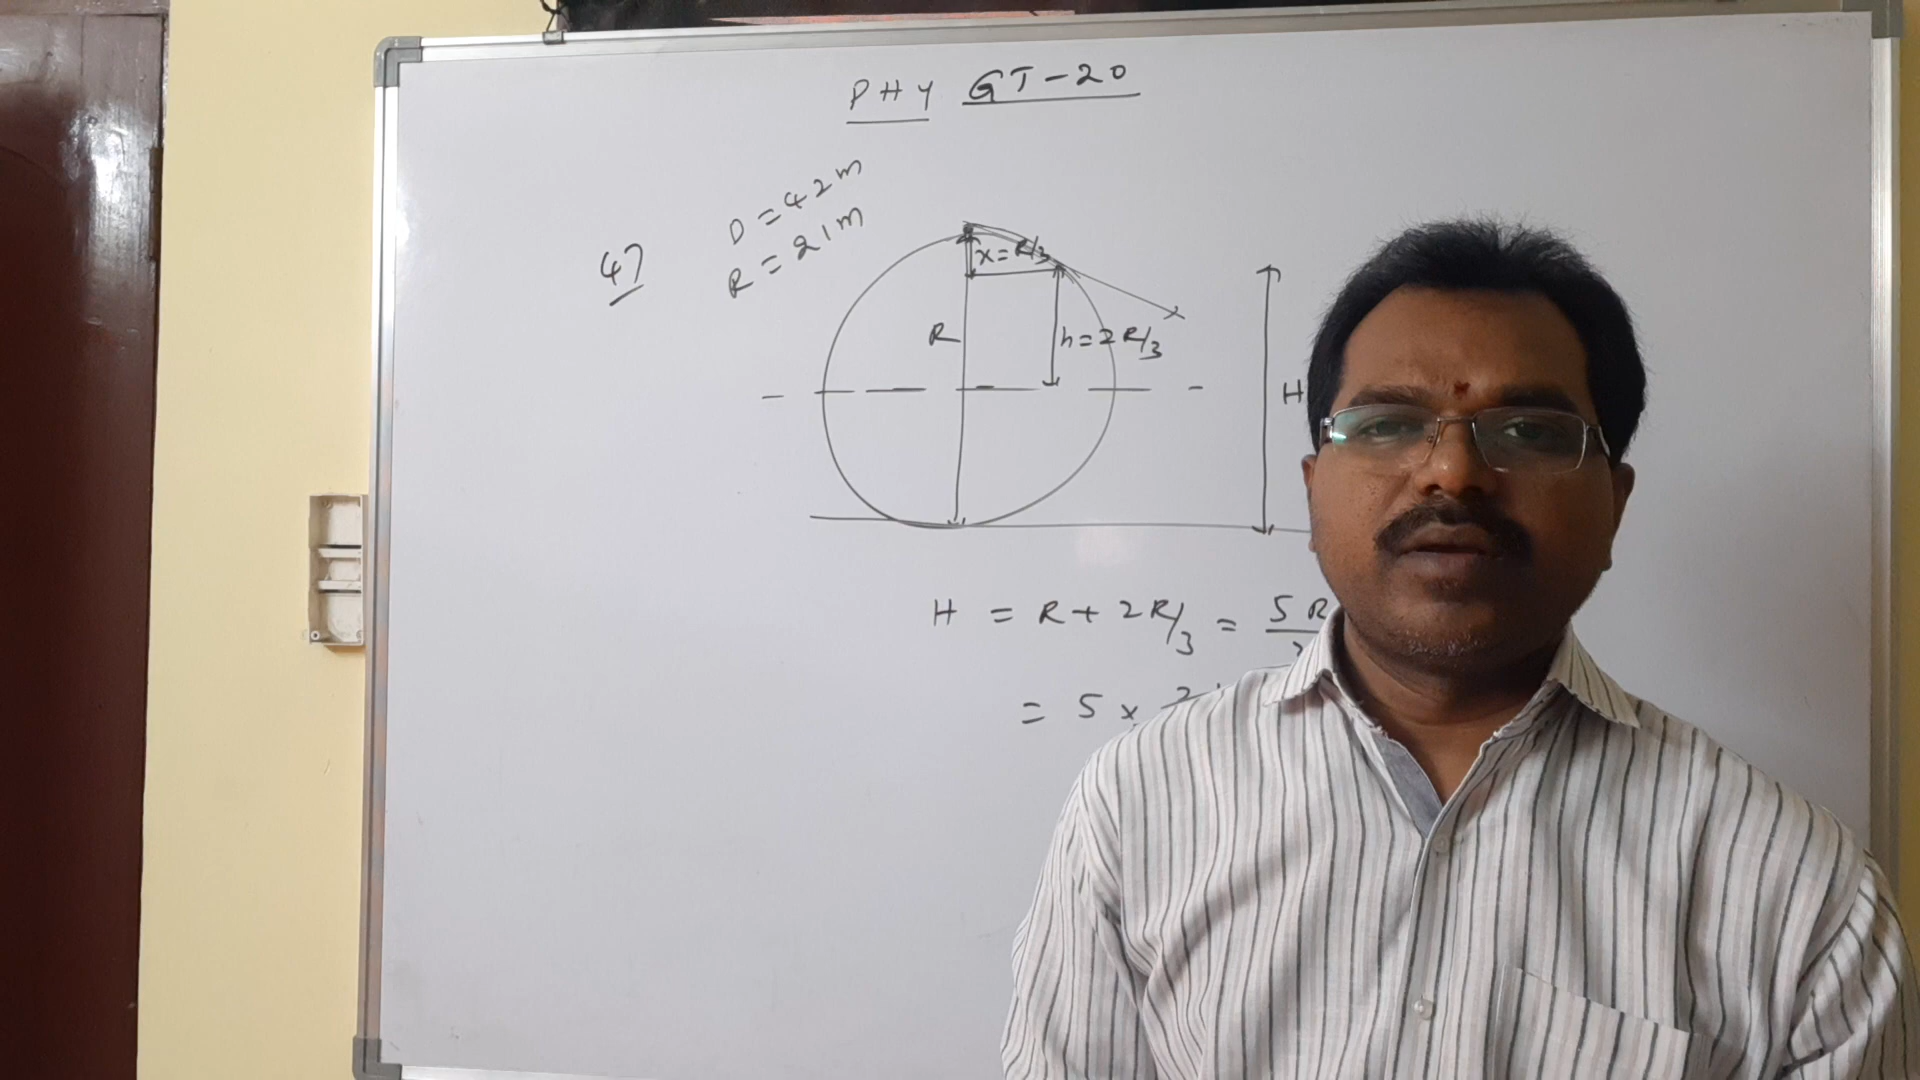 PHY GT-20
47
D = 42m
R = 21m
x = R/3
R
h = 2R/3
H
H = R + 2R/3 = 5R
= 5 ×